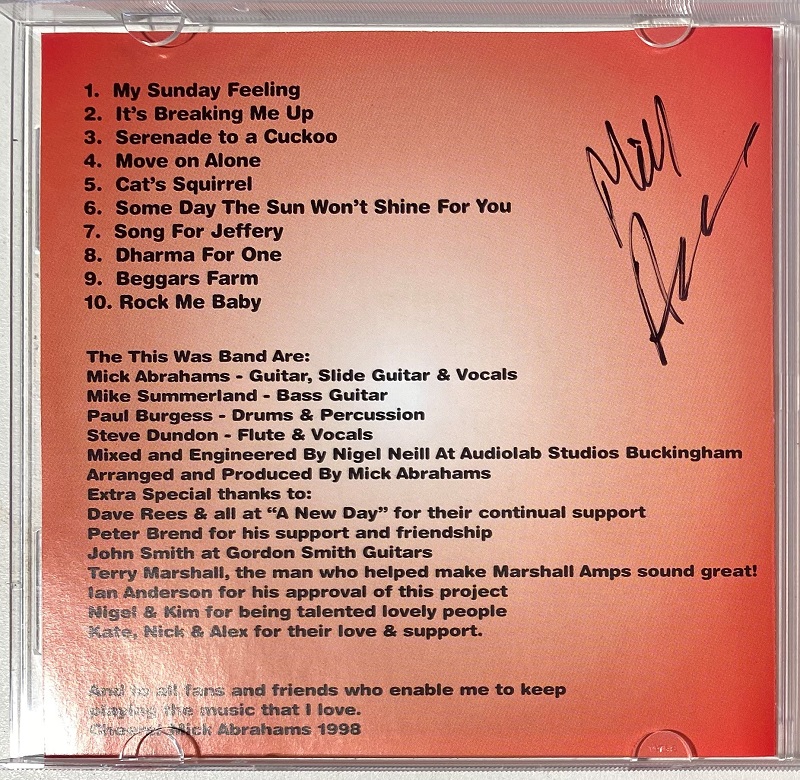 1. My Sunday Feeling
2. It's Breaking Me Up
3. Serenade to a Cuckoo
4. Move on Alone
5. Cat's Squirrel
6. Some Day The Sun Won't Shine For You
7. Song For Jeffery
8. Dharma For One
9. Beggars Farm
10. Rock Me Baby
The This Was Band Are:
Mick Abrahams - Guitar, Slide Guitar & Vocals
Mike Summerland - Bass Guitar
Paul Burgess - Drums & Percussion
Steve Dundon - Flute & Vocals
Mixed and Engineered By Nigel Neill At Audiolab Studios Buckingham
Arranged and Produced By Mick Abrahams
Extra Special thanks to:
Dave Rees & all at “A New Day” for their continual support
Peter Brend for his support and friendship
John Smith at Gordon Smith Guitars
Terry Marshall, the man who helped make Marshall Amps sound great!
Ian Anderson for his approval of this project
Nigel & Kim for being talented lovely people
Kate, Nick & Alex for their love & support.
And to all fans and friends who enable me to keep
playing the music that I love.
Cheers! Mick Abrahams 1998